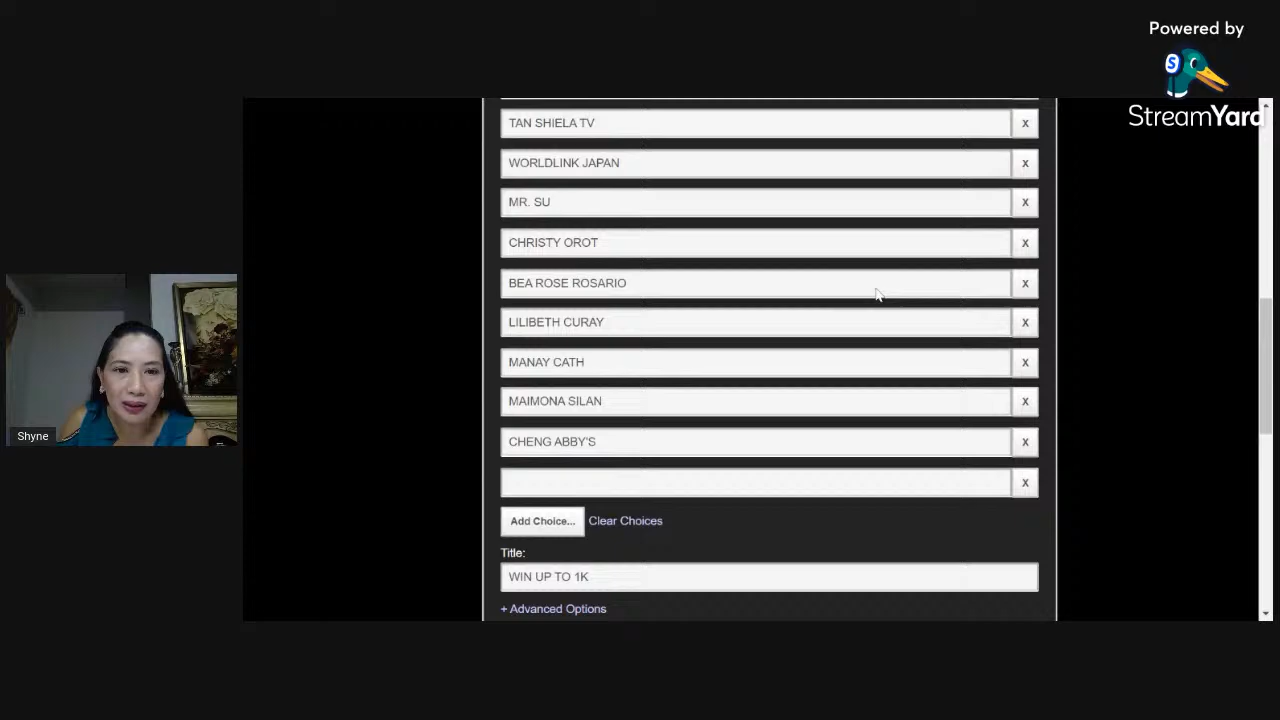 Powered by
S
StreamYard
TAN SHIELA TV
X
WORLDLINK JAPAN
X
MR. SU
X
CHRISTY OROT
X
BEA ROSE ROSARIO
X
LILIBETH CURAY
X
MANAY CATH
X
MAIMONA SILAN
X
CHENG ABBY'S
X
X
Add Choice... Clear Choices
Title:
WIN UP TO 1K
+ Advanced Options
Shyne